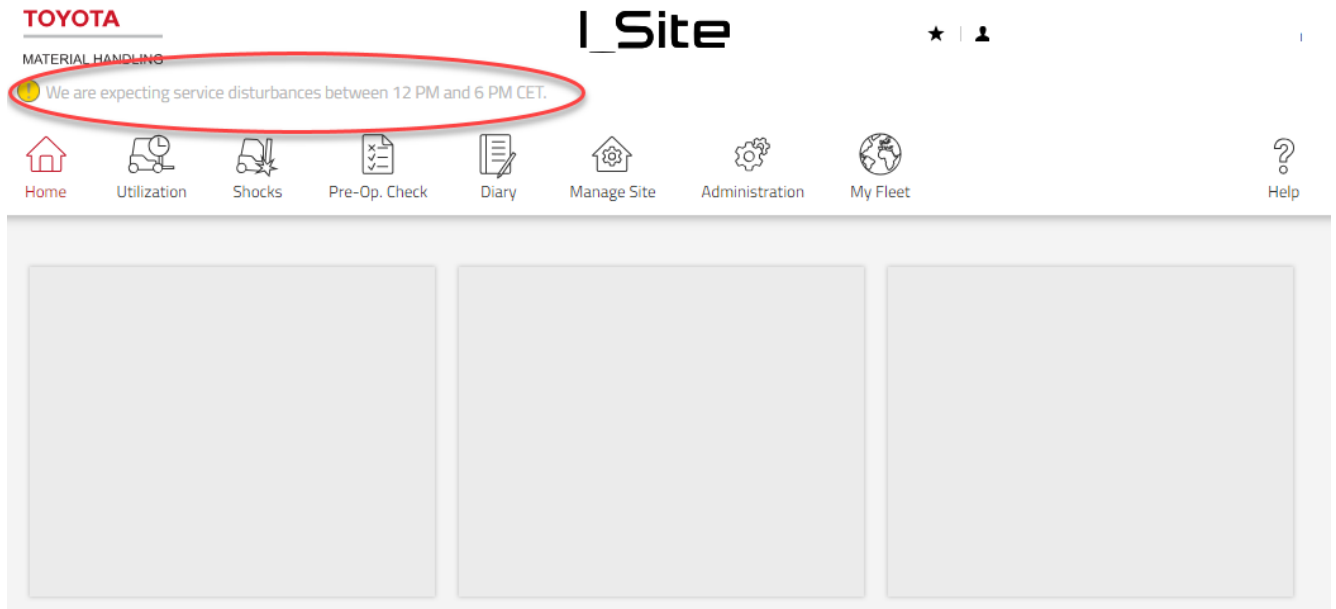 TOYOTA
MATERIAL HANDLING
I_Site
We are expecting service disturbances between 12 PM and 6 PM CET.
Home Utilization Shocks Pre-Op. Check Diary Manage Site Administration My Fleet Help